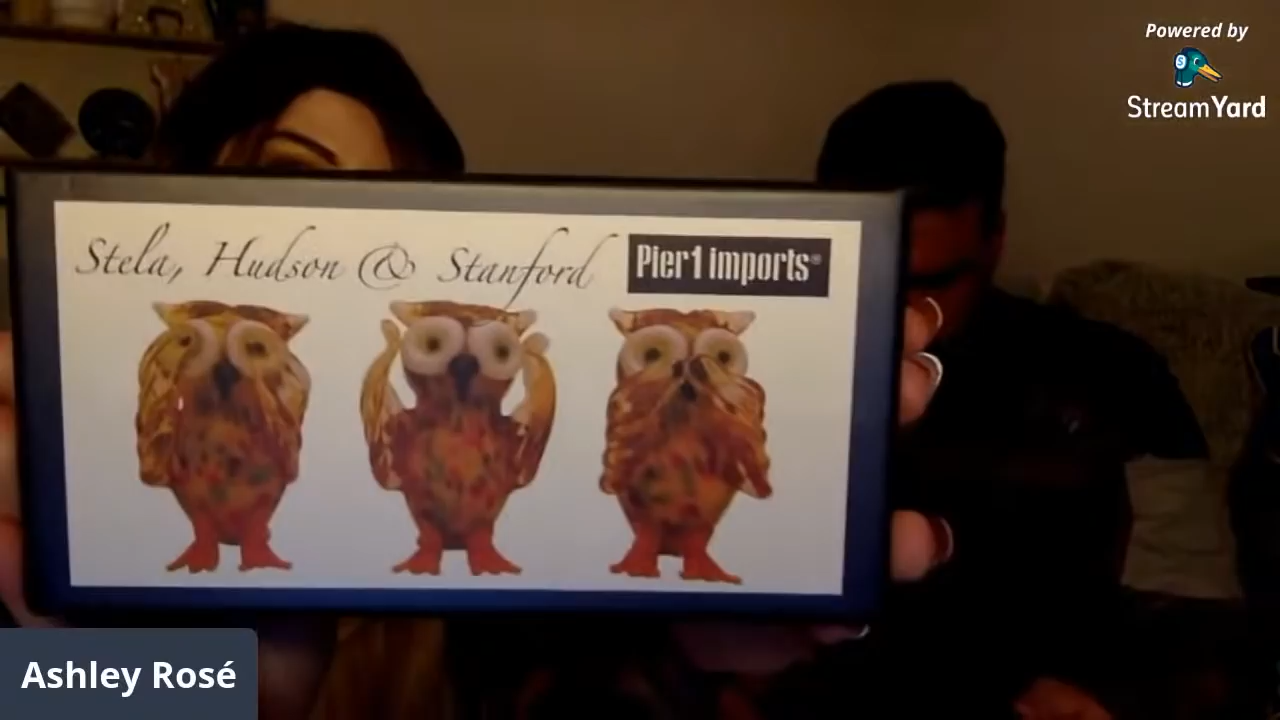 Powered by
StreamYard
Stela, Hudson & Stanford
Pier1 imports®
Ashley Rosé